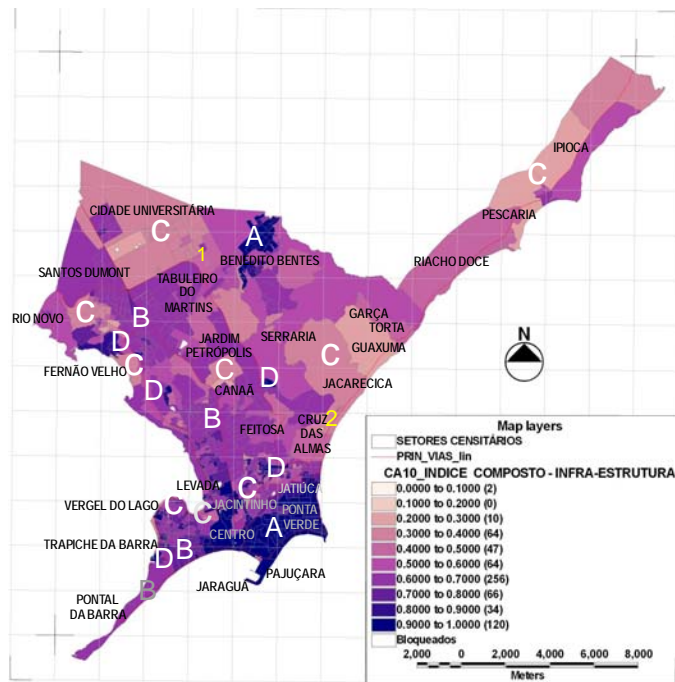 IPIOCA
C
PESCARIA
CIDADE UNIVERSITÁRIA
C
A
1
BENEDITO BENTES
RIACHO DOCE
SANTOS DUMONT
TABULEIRO
DO
MARTINS
C
RIO NOVO
B
GARÇA
TORTA
D
JARDIM
PETRÓPOLIS
SERRARIA
GUAXUMA
N
FERNÃO VELHO
C
C
D
C
JACARECICA
D
CANAÃ
B
2
FEITOSA
CRUZ
DAS
ALMAS
D
LEVADA
C
JATIÚCA
VERGEL DO LAGO
C
C
JACINTINHO
PONTA
VERDE
CENTRO
A
TRAPICHE DA BARRA
D
B
PAJUÇARA
JARAGUÁ
B
PONTAL
DA BARRA
Map layers
SETORES CENSITÁRIOS
PRIN_VIAS_lin
CA10_INDICE COMPOSTO - INFRA-ESTRUTURA
0.0000 to 0.1000 (2)
0.1000 to 0.2000 (0)
0.2000 to 0.3000 (10)
0.3000 to 0.4000 (64)
0.4000 to 0.5000 (47)
0.5000 to 0.6000 (64)
0.6000 to 0.7000 (256)
0.7000 to 0.8000 (66)
0.8000 to 0.9000 (34)
0.9000 to 1.0000 (120)
Bloqueados
2,000 0,000 2,000 4,000 6,000 8,000
Meters